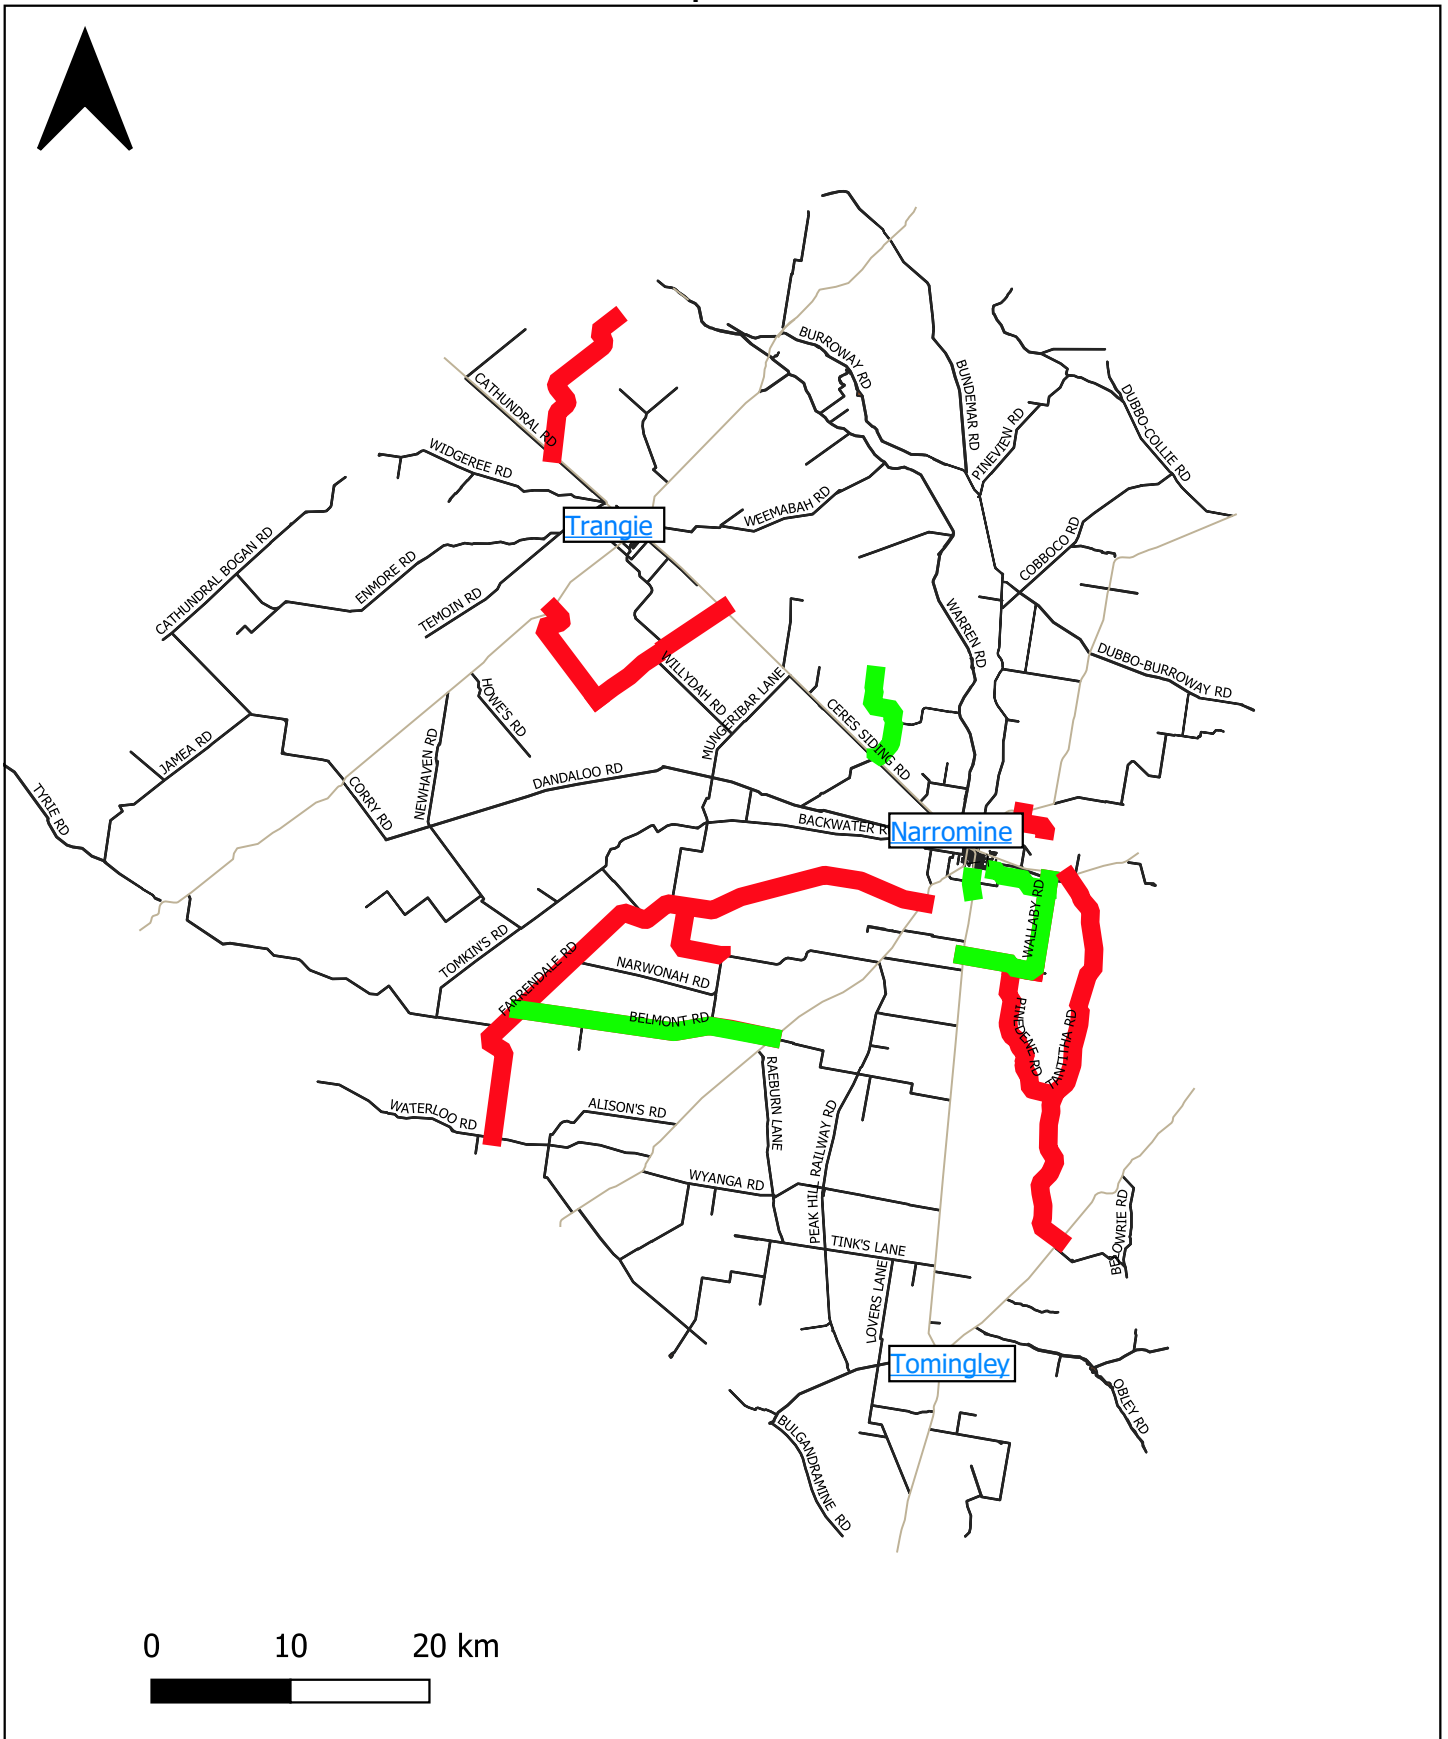 BURROWAY RD
BUNDEMAR RD
CATHUNDRAL RD
DUBBO-COLLIE RD
PINEVIEW RD
WIDGEREE RD
WEEMABAH RD
Trangie
CATHUNDRAL BOGAN RD
ENMORE RD
COBBOCO RD
TEMOIN RD
WARREN RD
DUBBO-BURROWAY RD
WILLYDAH RD
HOWE'S RD
MUNGERIBAR LANE
CERES SIDING RD
JAMEA RD
NEWHAVEN RD
DANDALOO RD
TYRIE RD
CORRY RD
BACKWATER R
Narromine
WALLABY RD
TOMKIN'S RD
FARRENDALE RD
NARWONAH RD
BELMONT RD
PINEDENE RD
TANTITHA RD
RAEBURN LANE
WATERLOO RD
ALISON'S RD
PEAK HILL RAILWAY RD
WYANGA RD
BELOWRIE RD
TINK'S LANE
LOVERS LANE
Tomingley
OBLEY RD
BULGANDRAMINE RD
0 10 20 km